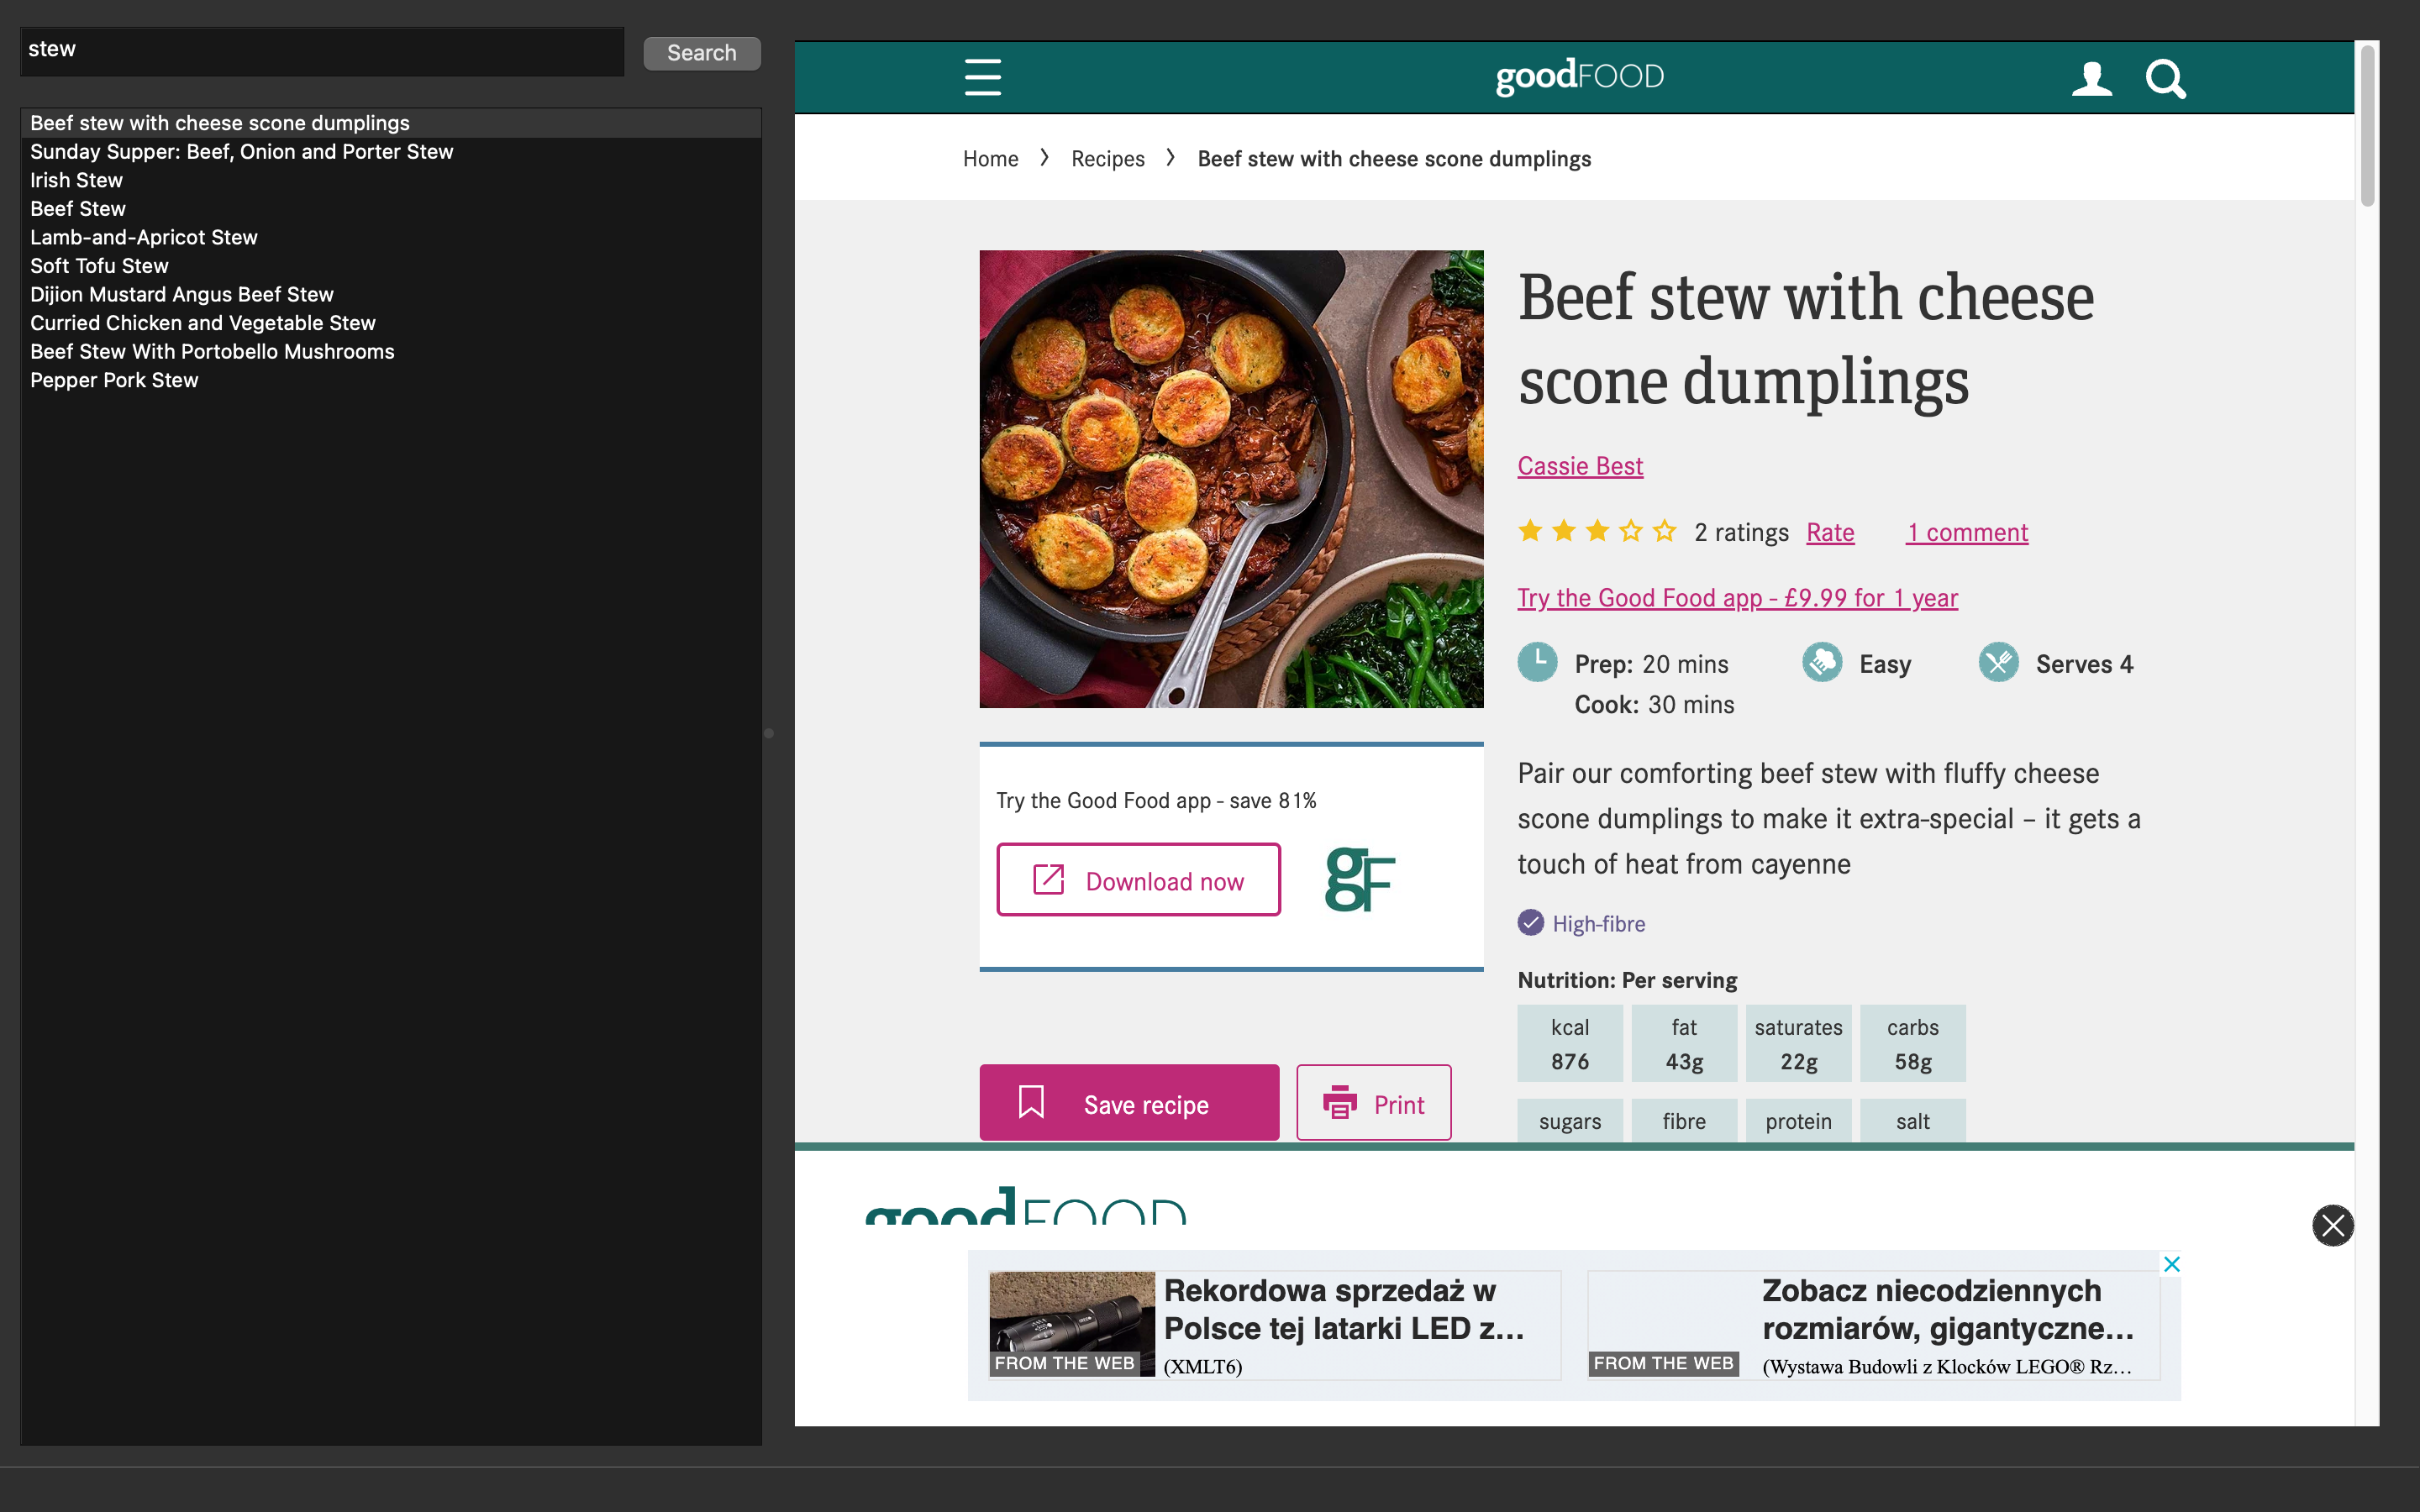 stew
Search
Beef stew with cheese scone dumplings
Sunday Supper: Beef, Onion and Porter Stew
Irish Stew
Beef Stew
Lamb-and-Apricot Stew
Soft Tofu Stew
Dijion Mustard Angus Beef Stew
Curried Chicken and Vegetable Stew
Beef Stew With Portobello Mushrooms
Pepper Pork Stew
goodFOOD
Home > Recipes > Beef stew with cheese scone dumplings
Beef stew with cheese
scone dumplings
Cassie Best
2 ratings Rate 1 comment
Try the Good Food app - £9.99 for 1 year
Prep: 20 mins Easy Serves 4
Cook: 30 mins
Pair our comforting beef stew with fluffy cheese
scone dumplings to make it extra-special – it gets a
touch of heat from cayenne
High-fibre
Nutrition: Per serving
kcal fat saturates carbs
876 43g 22g 58g
sugars fibre protein salt
Try the Good Food app - save 81%
Download now
gF
Save recipe
Print
goodFOOD
Rekordowa sprzedaż w
Polsce tej latarki LED z...
FROM THE WEB
(XMLT6)
Zobacz niecodziennych
rozmiarów, gigantyczne...
FROM THE WEB
(Wystawa Budowli z Klocków LEGO® Rz...